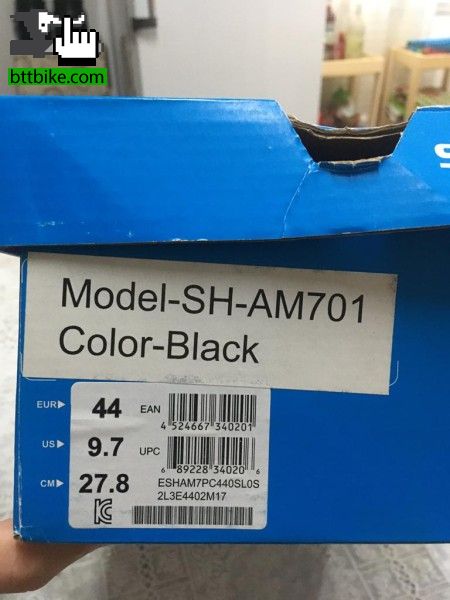 bttbike.com
S
Model-SH-AM701
Color-Black
EUR 44 EAN
4 524667 340201
US 9.7 UPC
6 89228 34020 6
CM 27.8 ESHAM7PC440SL0S
2L3E4402M17